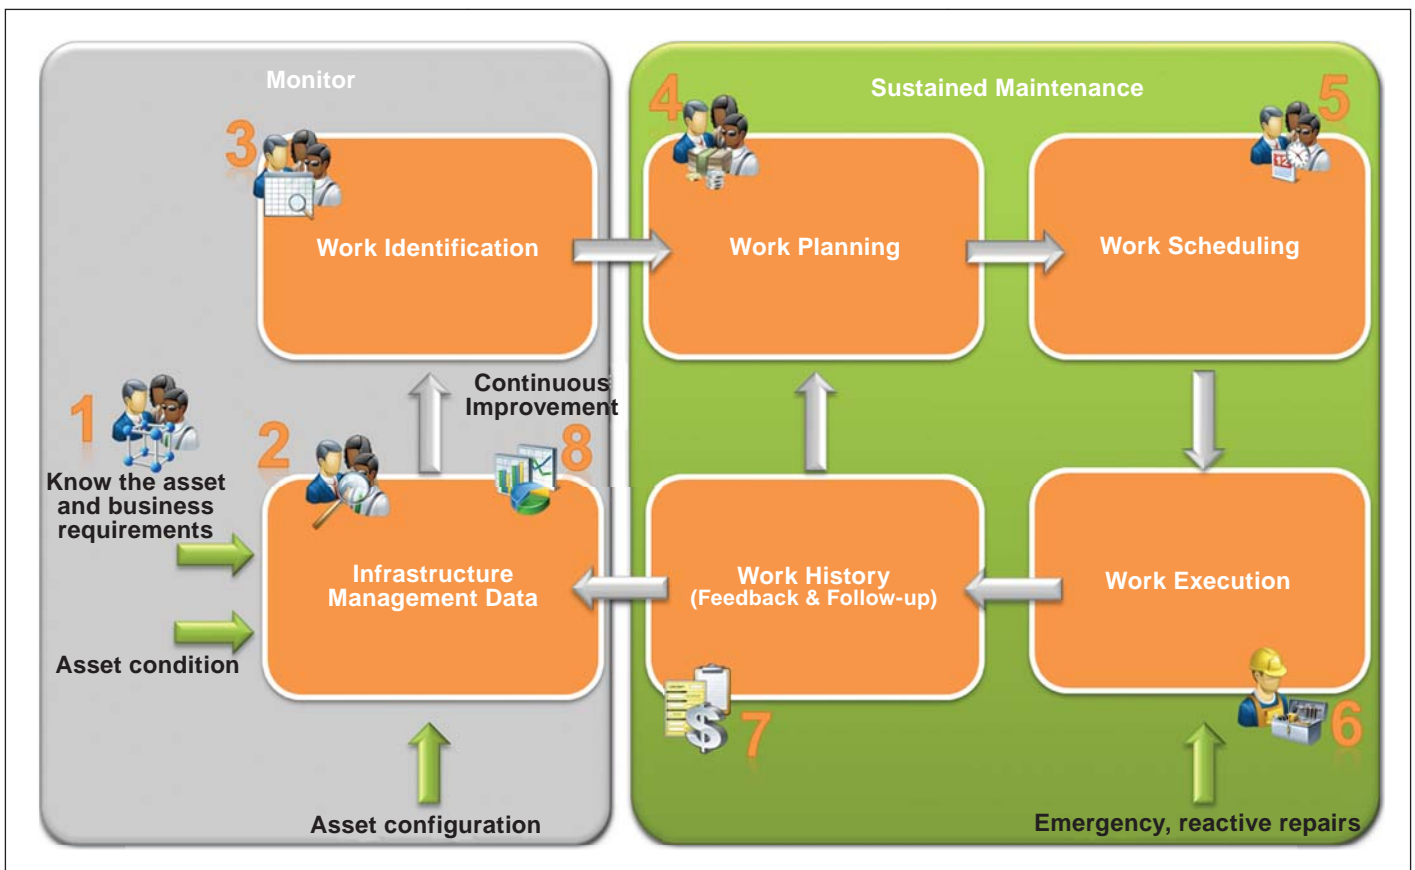 Monitor
Sustained Maintenance
3
4
5
Work Identification
Work Planning
Work Scheduling
1
Know the asset
and business
requirements
2
Continuous
Improvement
8
Infrastructure
Management Data
Work History
(Feedback & Follow-up)
Work Execution
Asset condition
7
6
Asset configuration
Emergency, reactive repairs
12
$